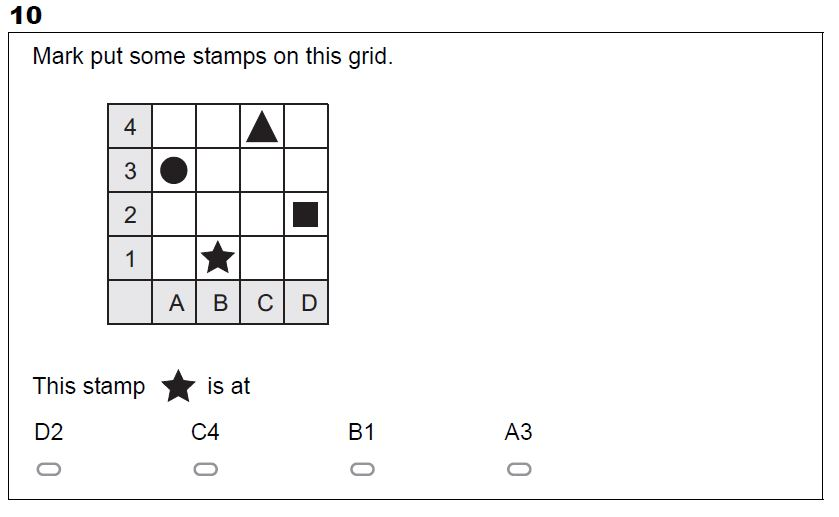 10
Mark put some stamps on this grid.
4
3
2
1
A B C D
This stamp is at
D2 C4 B1 A3